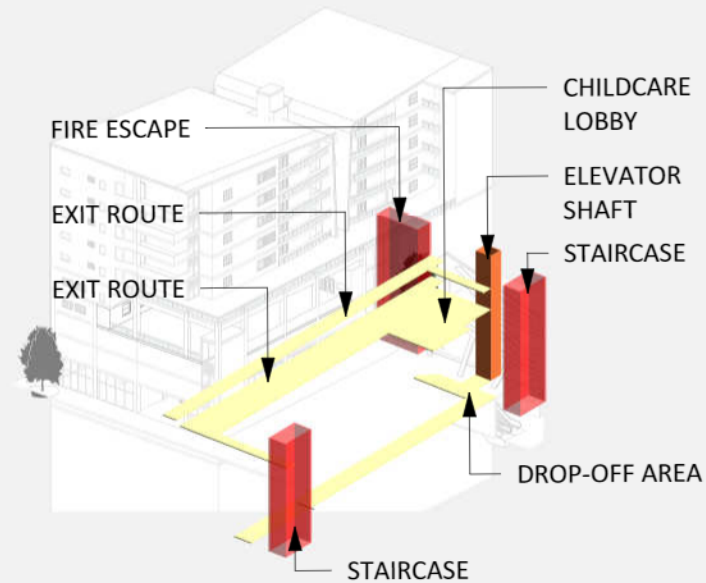 CHILDCARE
LOBBY
FIRE ESCAPE
ELEVATOR
SHAFT
EXIT ROUTE
STAIRCASE
EXIT ROUTE
DROP-OFF AREA
STAIRCASE